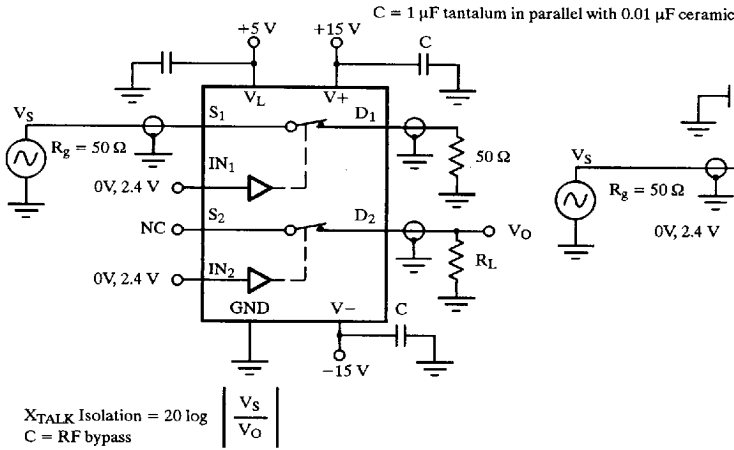 C = 1 µF tantalum in parallel with 0.01 µF ceramic
+5 V
+15 V
C
VL
V+
VS
S1
D1
Rg = 50 Ω
50 Ω
IN1
0V, 2.4 V
S2
D2
NC
VO
RL
IN2
0V, 2.4 V
GND
V−
C
−15 V
VS
Rg = 50 Ω
0V, 2.4 V
XTALK Isolation = 20 log | VS / VO |
C = RF bypass